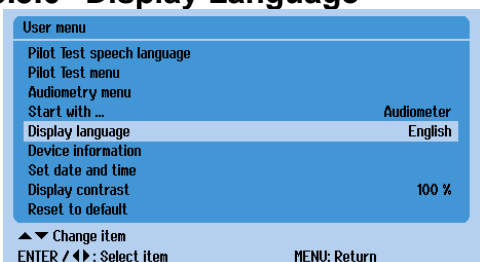 Display Language
User menu
Pilot Test speech language
Pilot Test menu
Audiometry menu
Start with ... Audiometer
Display language English
Device information
Set date and time
Display contrast 100 %
Reset to default
▲▼ Change item
ENTER / ◀▶: Select item MENU: Return